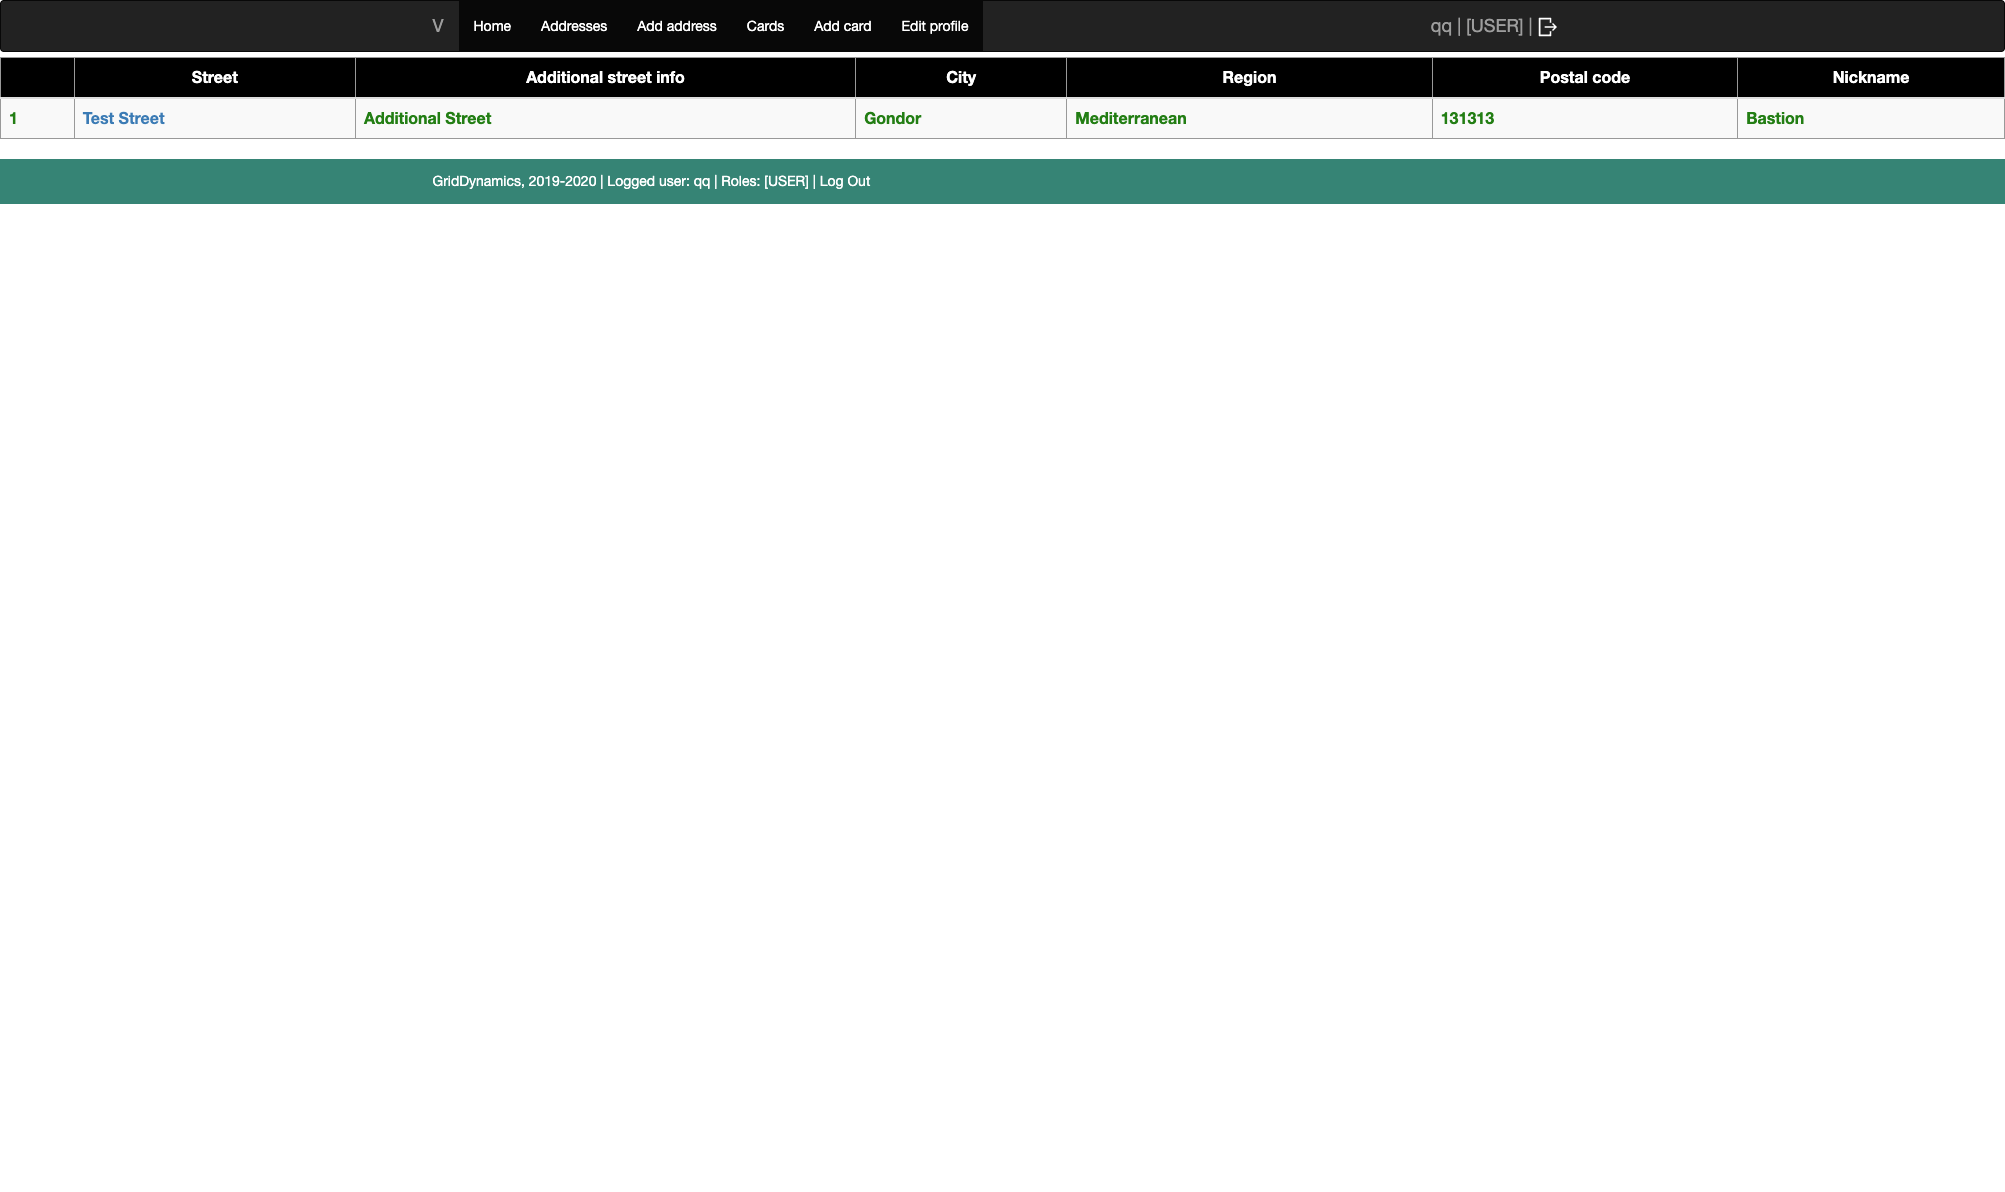 V Home Addresses Add address Cards Add card Edit profile qq | [USER] |
Street Additional street info City Region Postal code Nickname
1 Test Street Additional Street Gondor Mediterranean 131313 Bastion
GridDynamics, 2019-2020 | Logged user: qq | Roles: [USER] | Log Out